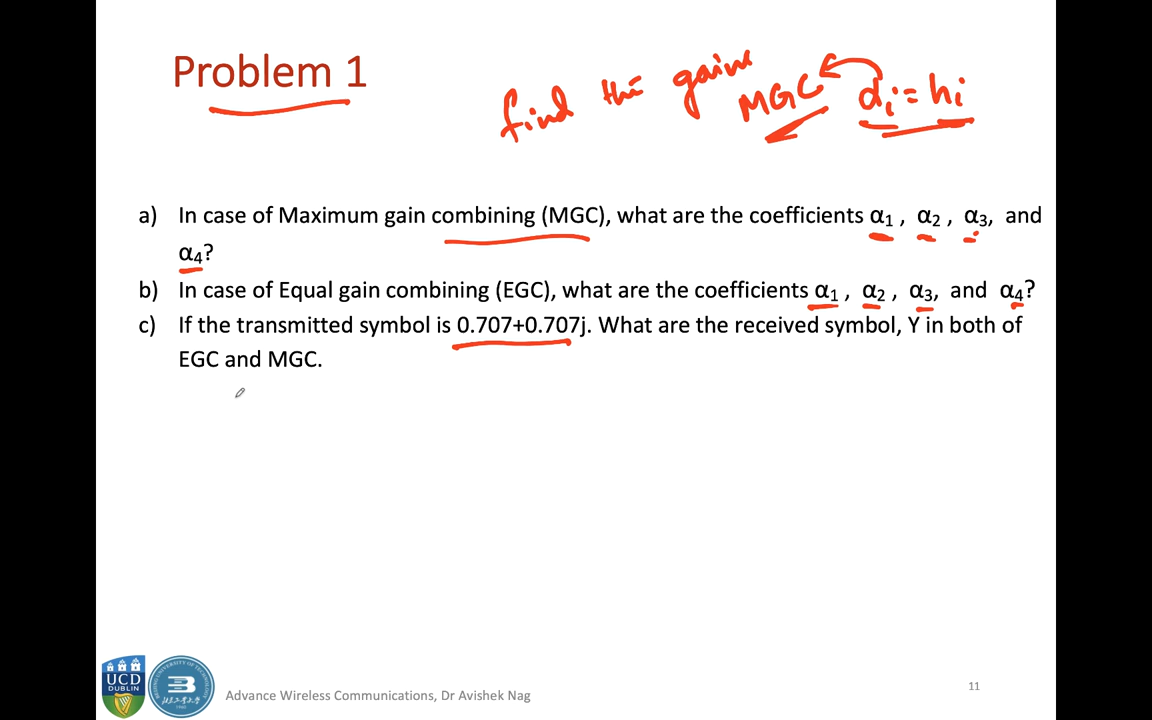 Problem 1
find the gains
MGC αi = hi
a) In case of Maximum gain combining (MGC), what are the coefficients α1 , α2 , α3, and
α4?
b) In case of Equal gain combining (EGC), what are the coefficients α1 , α2 , α3, and α4?
c) If the transmitted symbol is 0.707+0.707j. What are the received symbol, Y in both of
EGC and MGC.
UCD
DUBLIN
Advance Wireless Communications, Dr Avishek Nag
11